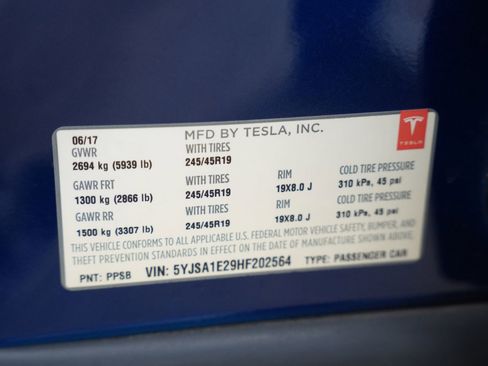 06/17 MFD BY TESLA, INC.
GVWR WITH TIRES
2694 kg (5939 lb) 245/45R19
TESLA
GAWR FRT WITH TIRES RIM COLD TIRE PRESSURE
1300 kg (2866 lb) 245/45R19 19X8.0 J 310 kPa, 45 psi
GAWR RR WITH TIRES RIM COLD TIRE PRESSURE
1500 kg (3307 lb) 245/45R19 19X8.0 J 310 kPa, 45 psi
THIS VEHICLE CONFORMS TO ALL APPLICABLE U.S. FEDERAL MOTOR VEHICLE SAFETY, BUMPER, AND
THEFT PREVENTION STANDARDS IN EFFECT ON THE DATE OF MANUFACTURE SHOWN ABOVE.
PNT: PPSB VIN: 5YJSA1E29HF202564 TYPE: PASSENGER CAR